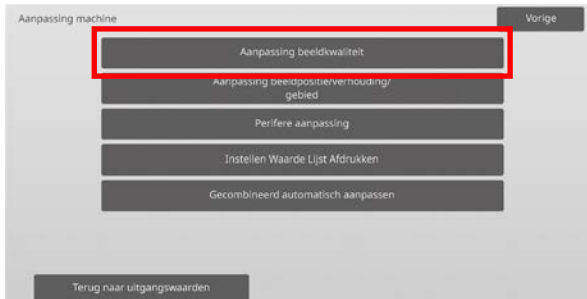 Aanpassing machine
Vorige
Aanpassing beeldkwaliteit
Aanpassing beeldpositie/verhouding/
gebied
Perifere aanpassing
Instellen Waarde Lijst Afdrukken
Gecombineerd automatisch aanpassen
Terug naar uitgangswaarden